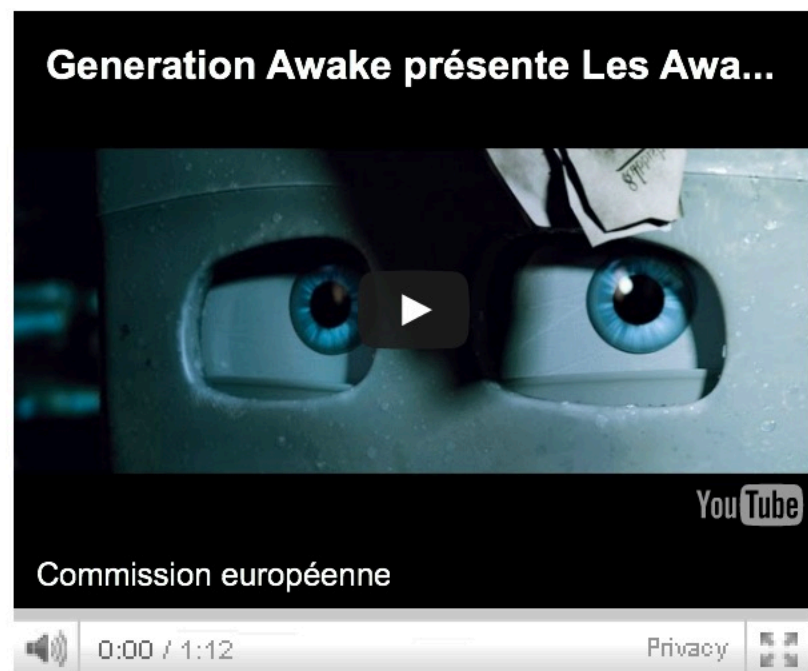 Generation Awake présente Les Awa...
YouTube
Commission européenne
0:00 / 1:12
Privacy